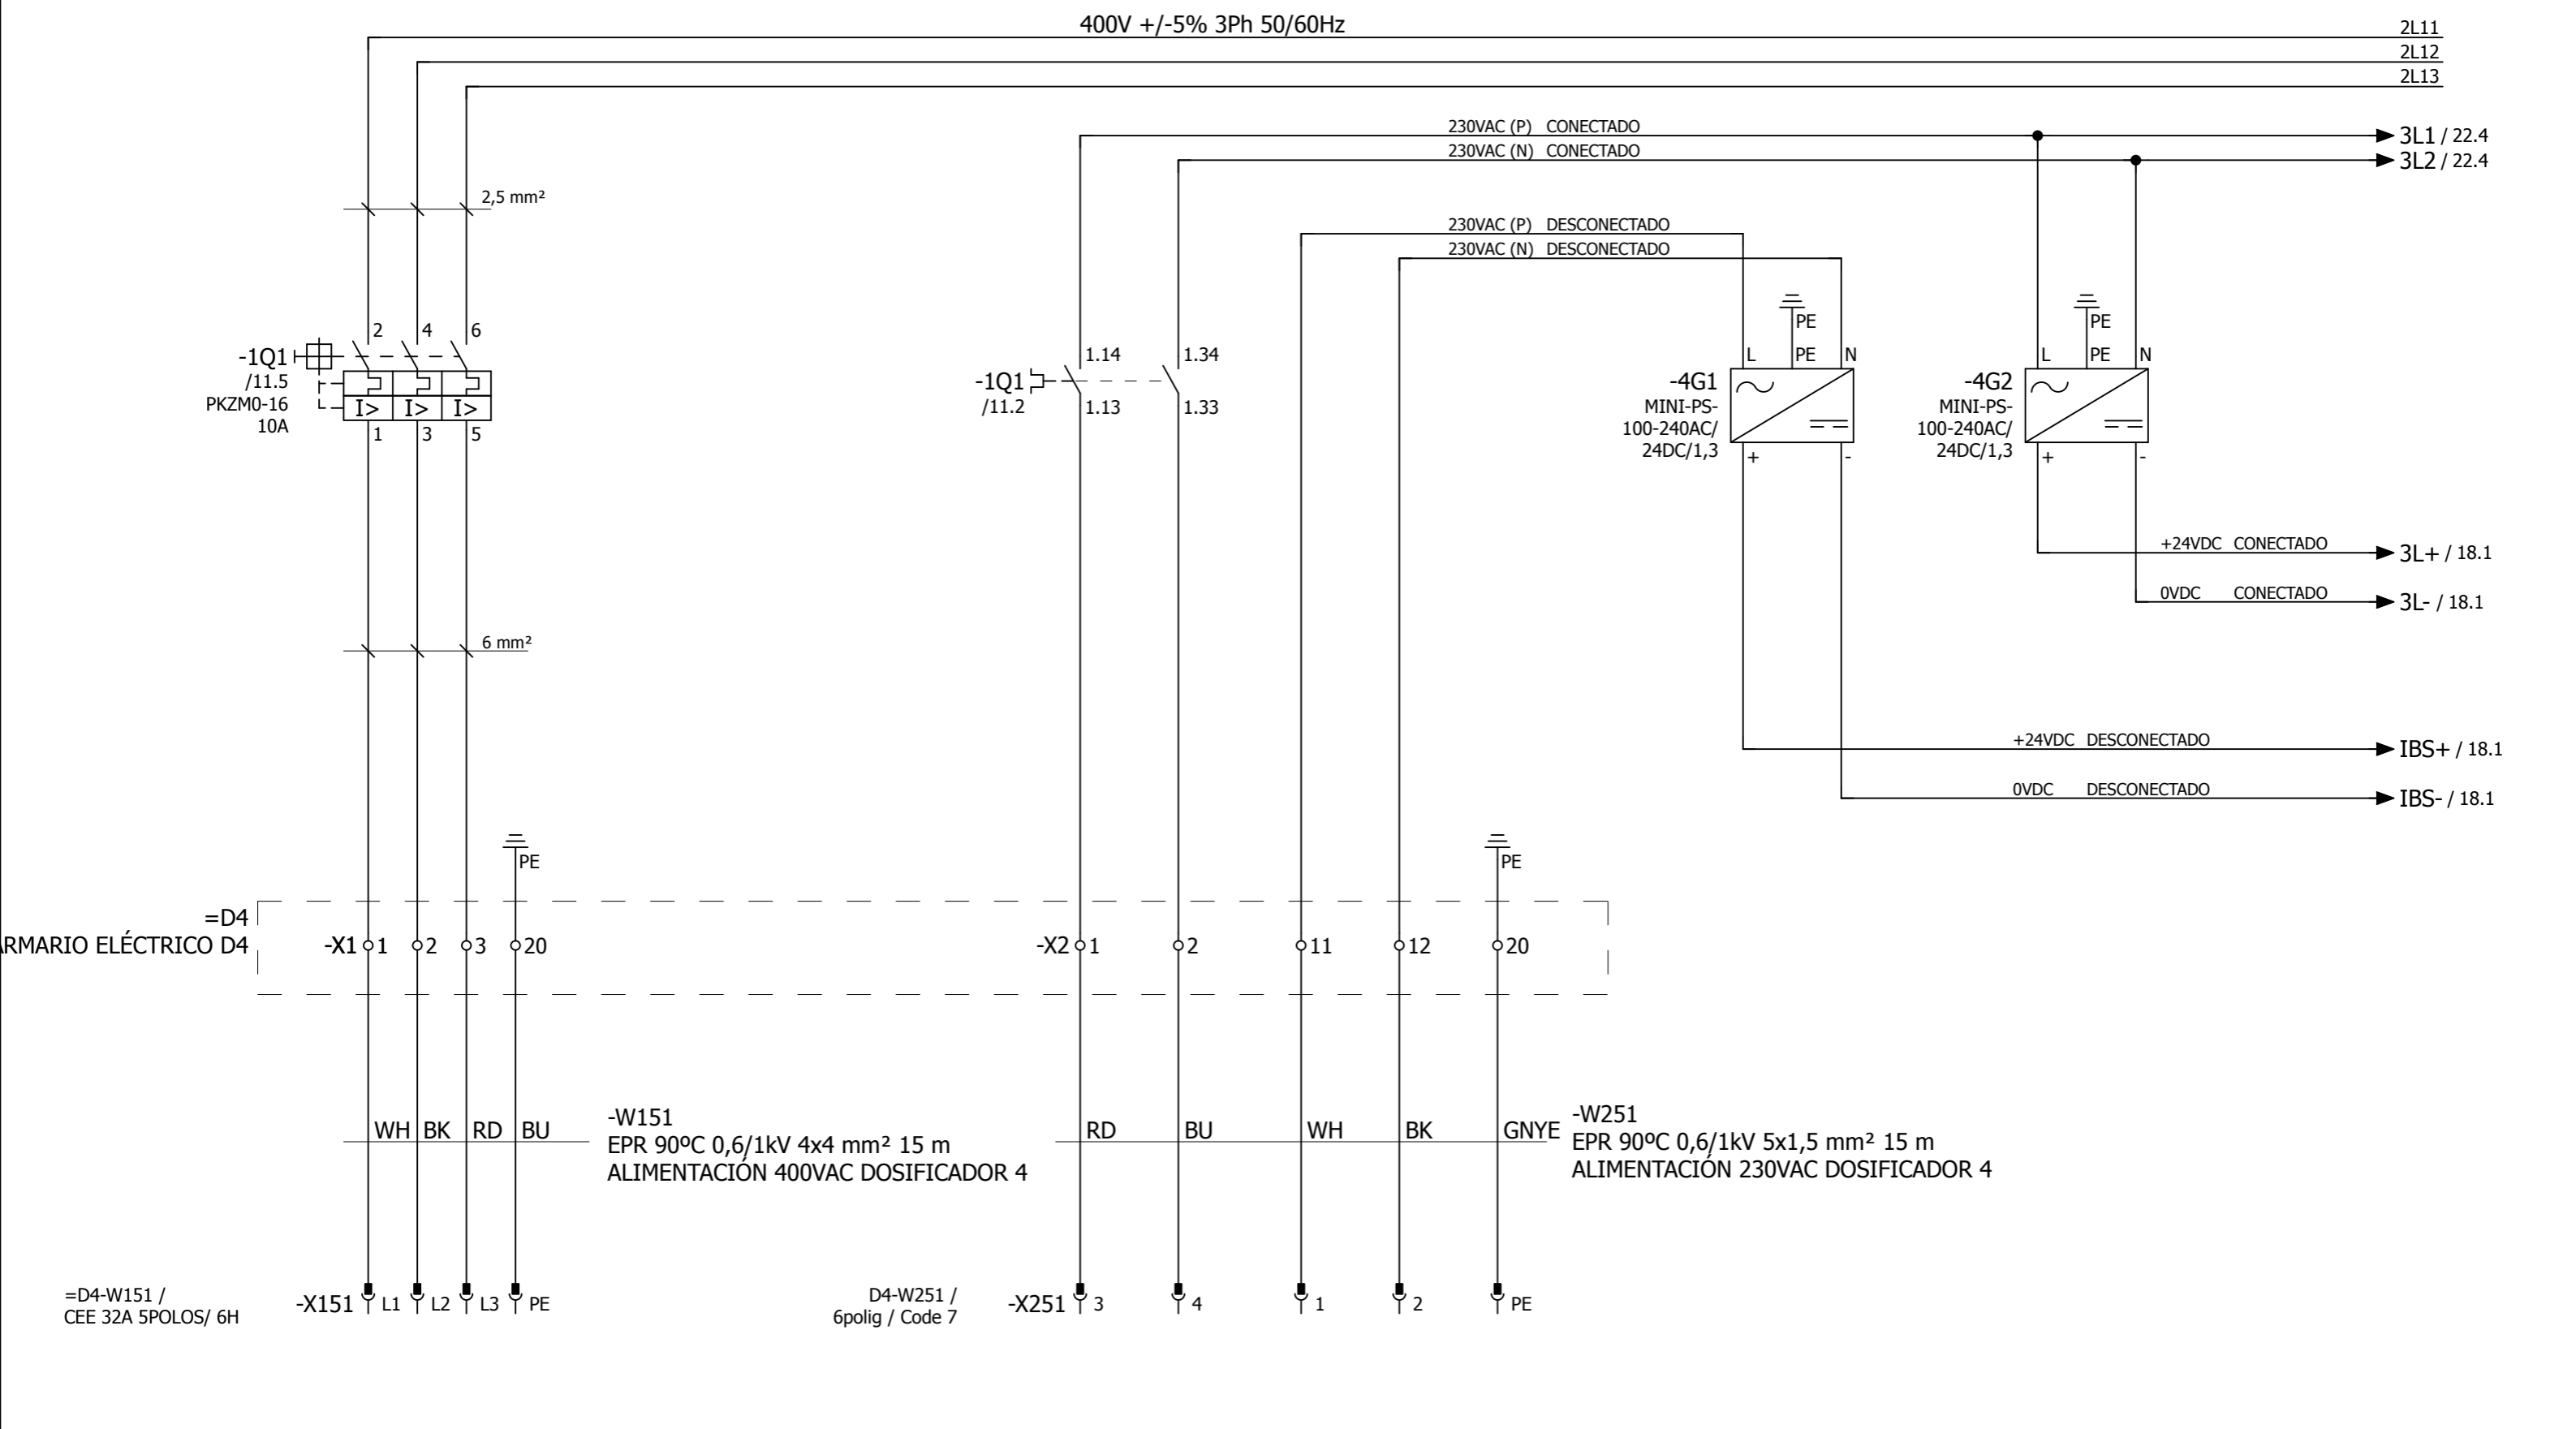 400V +/-5% 3Ph 50/60Hz
2L11
2L12
2L13
230VAC (P) CONECTADO
3L1 / 22.4
230VAC (N) CONECTADO
3L2 / 22.4
2,5 mm²
230VAC (P) DESCONECTADO
230VAC (N) DESCONECTADO
PE
PE
2 4 6
-1Q1
/11.5
PKZM0-16
10A
I> I> I>
1 3 5
1.14 1.34
-1Q1
/11.2
1.13 1.33
L PE N
-4G1
MINI-PS-
100-240AC/
24DC/1,3
+ -
L PE N
-4G2
MINI-PS-
100-240AC/
24DC/1,3
+ -
+24VDC CONECTADO
3L+ / 18.1
0VDC CONECTADO
3L- / 18.1
6 mm²
+24VDC DESCONECTADO
IBS+ / 18.1
0VDC DESCONECTADO
IBS- / 18.1
PE
PE
=D4
ARMARIO ELÉCTRICO D4
-X1 1 2 3 20
-X2 1 2 11 12 20
WH BK RD BU
-W151
EPR 90ºC 0,6/1kV 4x4 mm² 15 m
ALIMENTACIÓN 400VAC DOSIFICADOR 4
RD BU WH BK GNYE
-W251
EPR 90ºC 0,6/1kV 5x1,5 mm² 15 m
ALIMENTACIÓN 230VAC DOSIFICADOR 4
=D4-W151 /
CEE 32A 5POLOS/ 6H
-X151 L1 L2 L3 PE
D4-W251 /
6polig / Code 7
-X251 3 4 1 2 PE